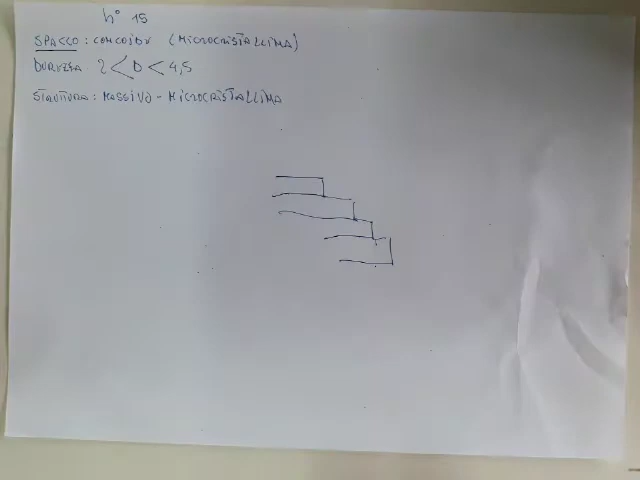 n° 15
SPACCO: CONCOIDE (MICROCRISTALLINA)
DUREZZA 2 < D < 4,5
STRUTTURA: MASSIVO - MICROCRISTALLINA